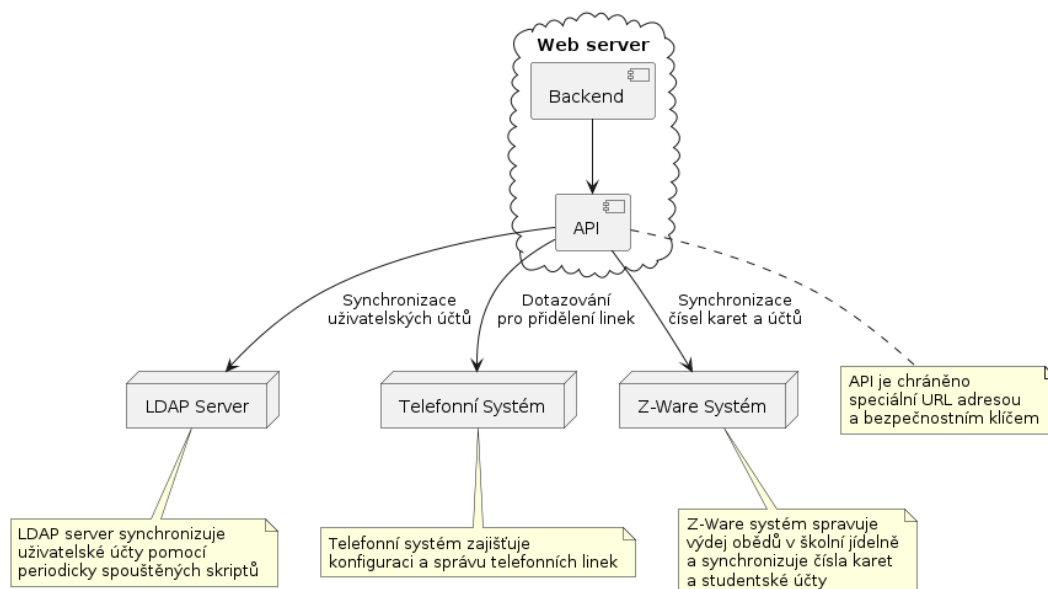 Web server
Backend
API
Synchronizace
uživatelských účtů
Dotazování
pro přidělení linek
Synchronizace
čísel karet a účtů
LDAP Server
Telefonní Systém
Z-Ware Systém
API je chráněno
speciální URL adresou
a bezpečnostním klíčem
LDAP server synchronizuje
uživatelské účty pomocí
periodicky spouštěných skriptů
Telefonní systém zajišťuje
konfiguraci a správu telefonních linek
Z-Ware systém spravuje
výdej obědů v školní jídelně
a synchronizuje čísla karet
a studentské účty